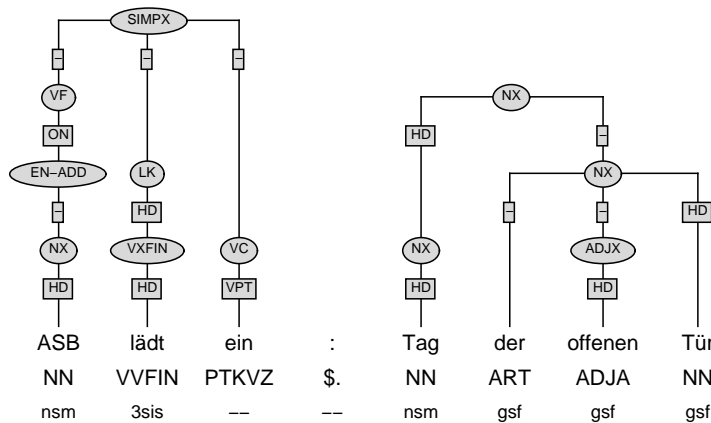 SIMPX
– – –
VF NX
ON HD –
EN–ADD LK NX
– HD – – HD
NX VXFIN VC NX ADJX
HD HD VPT HD HD
ASB lädt ein : Tag der offenen Tür
NN VVFIN PTKVZ $. NN ART ADJA NN
nsm 3sis –– –– nsm gsf gsf gsf